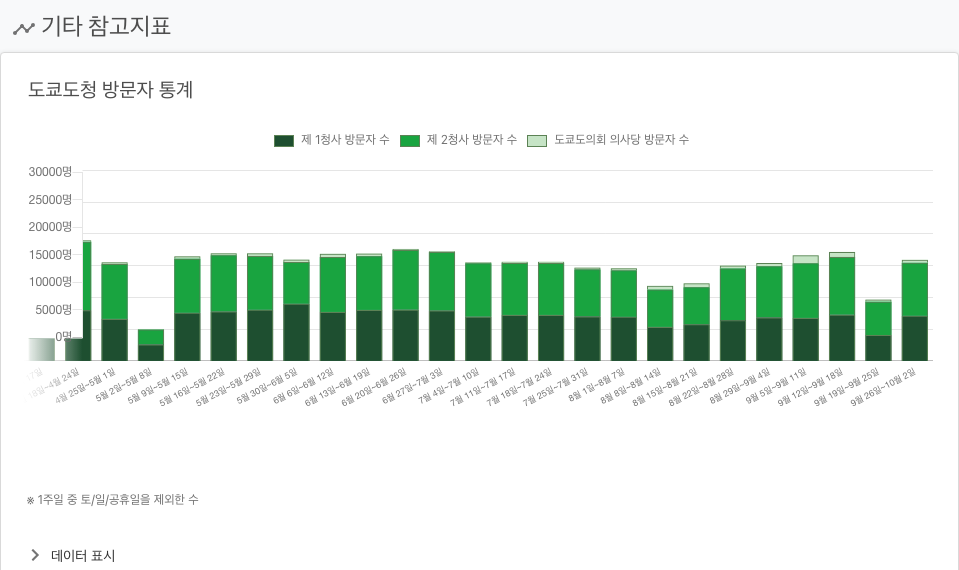 기타 참고지표
도쿄도청 방문자 통계
제 1청사 방문자 수 제 2청사 방문자 수 도쿄도의회 의사당 방문자 수
30000명
25000명
20000명
15000명
10000명
5000명
0명
4월 25일~5월 1일
5월 2일~5월 8일
5월 9일~5월 15일
5월 16일~5월 22일
5월 23일~5월 29일
5월 30일~6월 5일
6월 6일~6월 12일
6월 13일~6월 19일
6월 20일~6월 26일
6월 27일~7월 3일
7월 4일~7월 10일
7월 11일~7월 17일
7월 18일~7월 24일
7월 25일~7월 31일
8월 1일~8월 7일
8월 8일~8월 14일
8월 15일~8월 21일
8월 22일~8월 28일
8월 29일~9월 4일
9월 5일~9월 11일
9월 12일~9월 18일
9월 19일~9월 25일
9월 26일~10월 2일
※ 1주일 중 토/일/공휴일을 제외한 수
데이터 표시